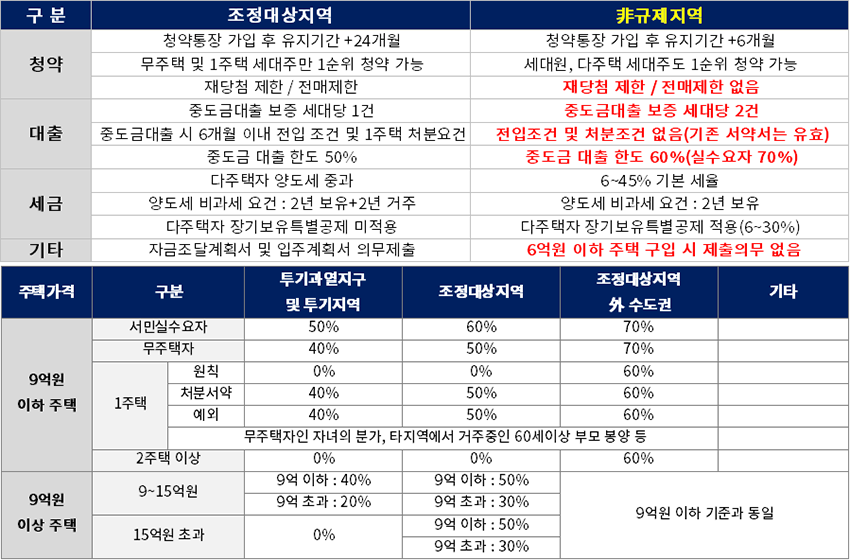 구 분 조정대상지역 非규제지역
청약 청약통장 가입 후 유지기간 +24개월 청약통장 가입 후 유지기간 +6개월
무주택 및 1주택 세대주만 1순위 청약 가능 세대원, 다주택 세대주도 1순위 가능
재당첨 제한 / 전매제한 재당첨 제한 / 전매제한 없음
대출 중도금대출 보증 세대당 1건 중도금대출 보증 세대당 2건
중도금대출 시 6개월 이내 전입 조건 및 1주택 처분요건 전입조건 및 처분조건 없음(기존 서약서는 유효)
중도금 대출 한도 50% 중도금 대출 한도 60%(실수요자 70%)
세금 다주택자 양도세 중과 6~45% 기본 세율
양도세 비과세 요건 : 2년 보유+2년 거주 양도세 비과세 요건 : 2년 보유
다주택자 장기보유특별공제 미적용 다주택자 장기보유특별공제 적용(6~30%)
기타 자금조달계획서 및 입주계획서 의무제출 6억원 이하 주택 구입 시 제출의무 없음
주택가격 구분 투기과열지구 및 투기지역 조정대상지역 조정대상지역 外 수도권 기타
9억원 이하 주택 서민실수요자 50% 60% 70%
무주택자 40% 50% 70%
1주택 원칙 0% 0% 60%
처분서약 40% 50% 60%
예외 40% 50% 60%
무주택자인 자녀의 분가, 타지역에서 거주중인 60세이상 부모 봉양 등
2주택 이상 0% 0% 60%
9억원 이상 주택 9~15억원 9억 이하 : 40% 9억 이하 : 50% 9억원 이하 기준과 동일
9억 초과 : 20% 9억 초과 : 30%
15억원 초과 0% 9억 이하 : 50%
9억 초과 : 30%